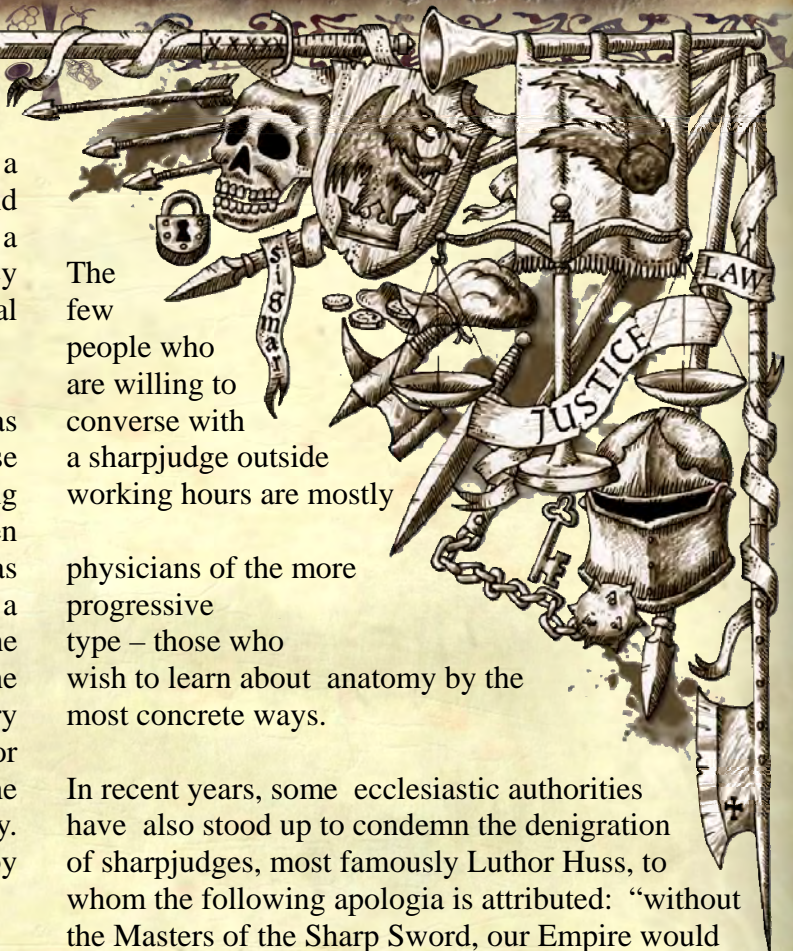 Sigmar
LAW
JUSTICE
The
few
people who
are willing to
converse with
a sharpjudge outside
working hours are mostly
physicians of the more
progressive
type – those who
wish to learn about anatomy by the
most concrete ways.
In recent years, some ecclesiastic authorities
have also stood up to condemn the denigration
of sharpjudges, most famously Luthor Huss, to
whom the following apologia is attributed: “without
the Masters of the Sharp Sword, our Empire would